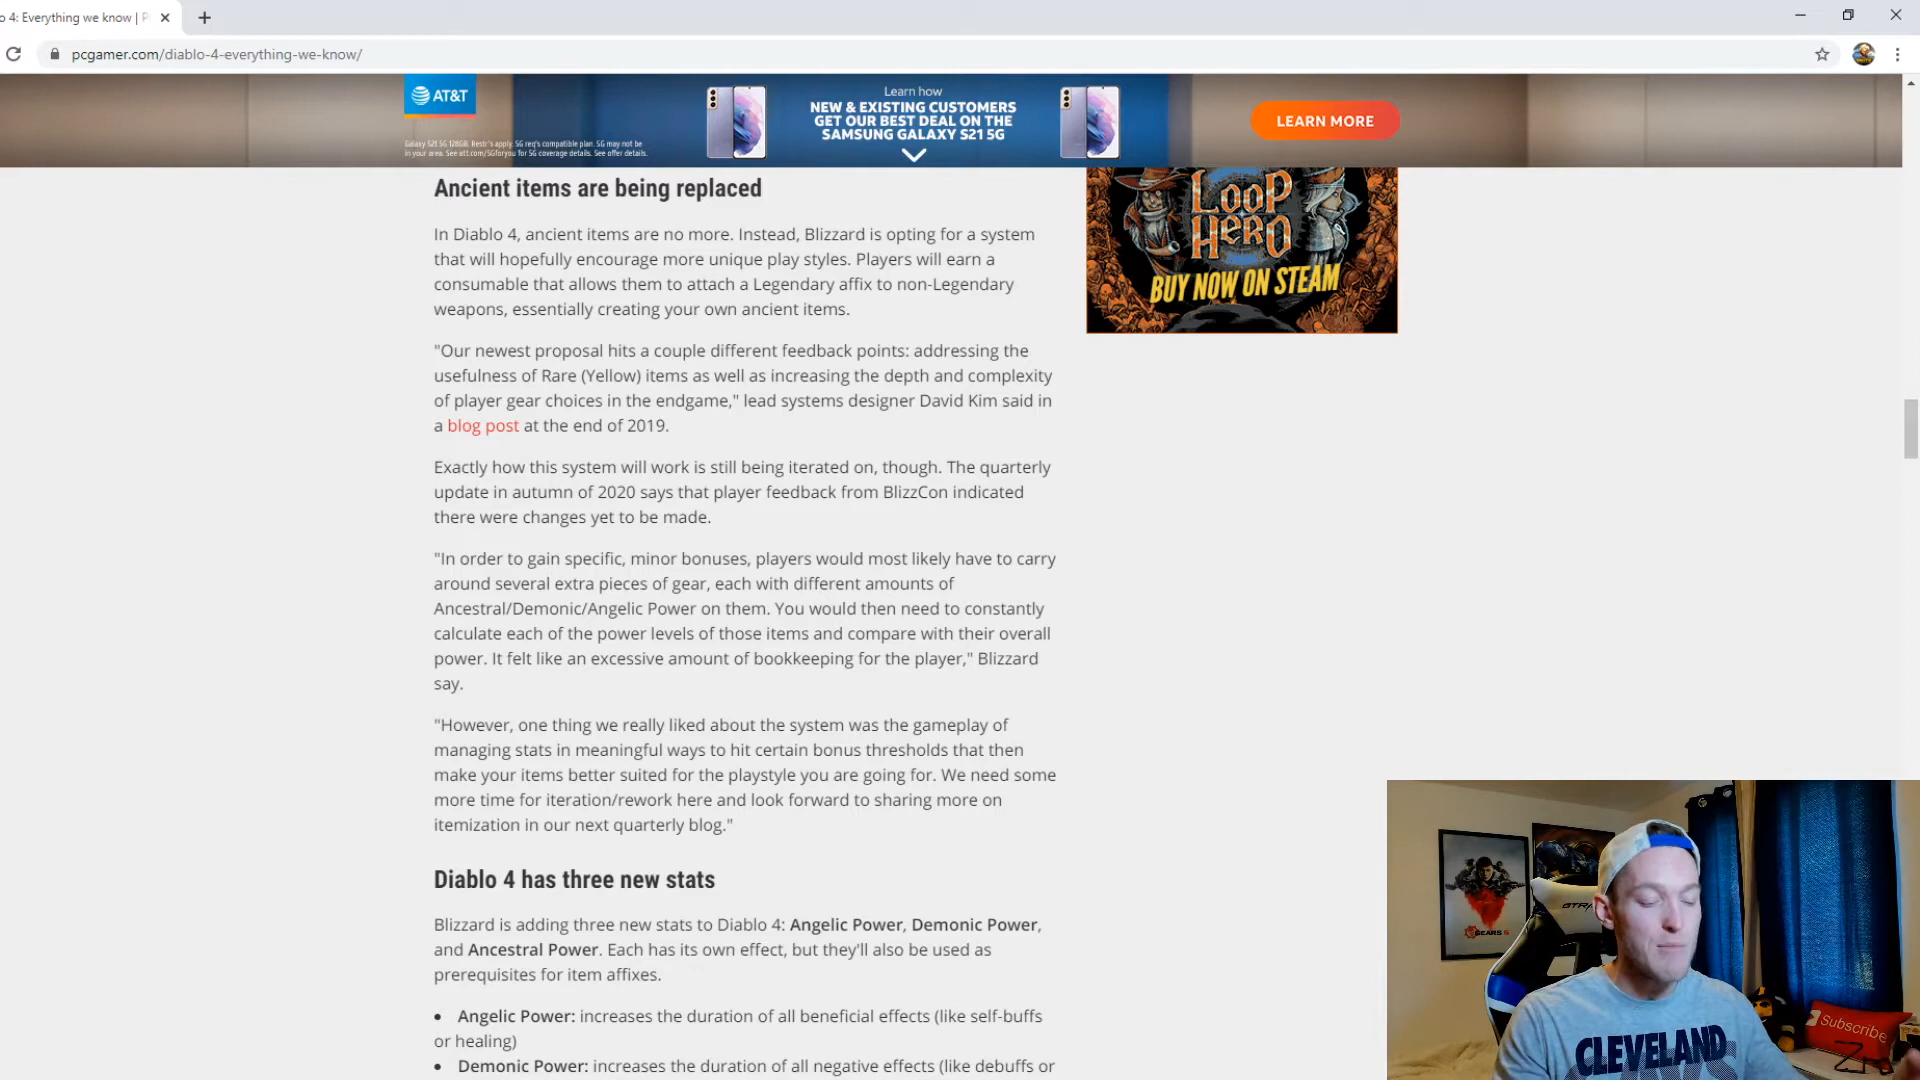 o 4: Everything we know | P
pcgamer.com/diablo-4-everything-we-know/
AT&T
Galaxy S21 5G 128GB. Restr's apply. 5G req's compatible plan. 5G may not be
in your area. See att.com/5Gforyou for 5G coverage details. See offer details.
Learn how
NEW & EXISTING CUSTOMERS
GET OUR BEST DEAL ON THE
SAMSUNG GALAXY S21 5G
LEARN MORE
Ancient items are being replaced
In Diablo 4, ancient items are no more. Instead, Blizzard is opting for a system
that will hopefully encourage more unique play styles. Players will earn a
consumable that allows them to attach a Legendary affix to non-Legendary
weapons, essentially creating your own ancient items.
"Our newest proposal hits a couple different feedback points: addressing the
usefulness of Rare (Yellow) items as well as increasing the depth and complexity
of player gear choices in the endgame," lead systems designer David Kim said in
a blog post at the end of 2019.
Exactly how this system will work is still being iterated on, though. The quarterly
update in autumn of 2020 says that player feedback from BlizzCon indicated
there were changes yet to be made.
"In order to gain specific, minor bonuses, players would most likely have to carry
around several extra pieces of gear, each with different amounts of
Ancestral/Demonic/Angelic Power on them. You would then need to constantly
calculate each of the power levels of those items and compare with their overall
power. It felt like an excessive amount of bookkeeping for the player," Blizzard
say.
"However, one thing we really liked about the system was the gameplay of
managing stats in meaningful ways to hit certain bonus thresholds that then
make your items better suited for the playstyle you are going for. We need some
more time for iteration/rework here and look forward to sharing more on
itemization in our next quarterly blog."
Diablo 4 has three new stats
Blizzard is adding three new stats to Diablo 4: Angelic Power, Demonic Power,
and Ancestral Power. Each has its own effect, but they'll also be used as
prerequisites for item affixes.
• Angelic Power: increases the duration of all beneficial effects (like self-buffs
or healing)
• Demonic Power: increases the duration of all negative effects (like debuffs or
LOOP
HERO
BUY NOW ON STEAM
GEARS 5
GTR
Subscribe
CLEVELAND